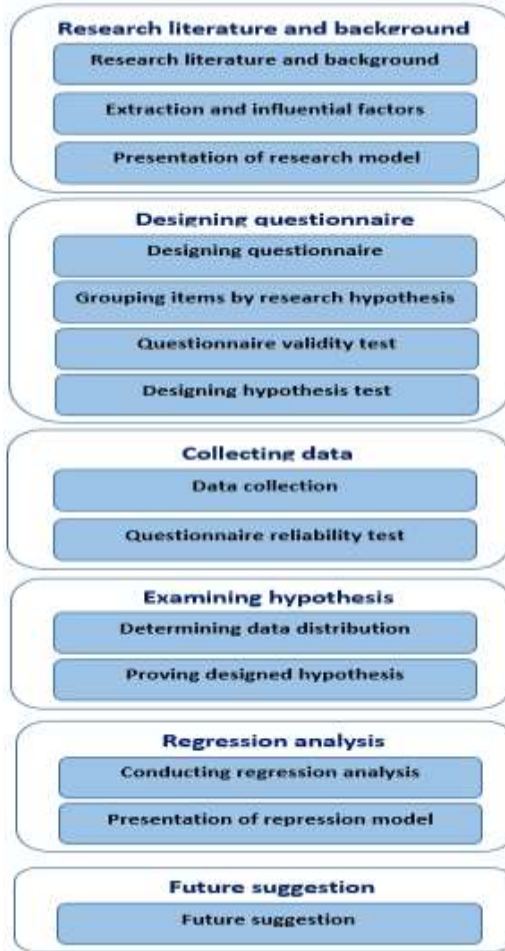 Research literature and background
Research literature and background
Extraction and influential factors
Presentation of research model
Designing questionnaire
Designing questionnaire
Grouping items by research hypothesis
Questionnaire validity test
Designing hypothesis test
Collecting data
Data collection
Questionnaire reliability test
Examining hypothesis
Determining data distribution
Proving designed hypothesis
Regression analysis
Conducting regression analysis
Presentation of repression model
Future suggestion
Future suggestion